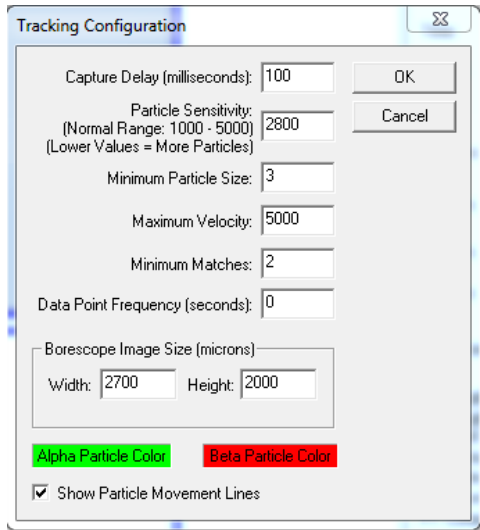 Tracking Configuration
Capture Delay (milliseconds): 100
OK
Particle Sensitivity:
(Normal Range: 1000 - 5000) 2800
(Lower Values = More Particles)
Cancel
Minimum Particle Size: 3
Maximum Velocity: 5000
Minimum Matches: 2
Data Point Frequency (seconds): 0
Borescope Image Size (microns)
Width: 2700 Height: 2000
Alpha Particle Color Beta Particle Color
Show Particle Movement Lines